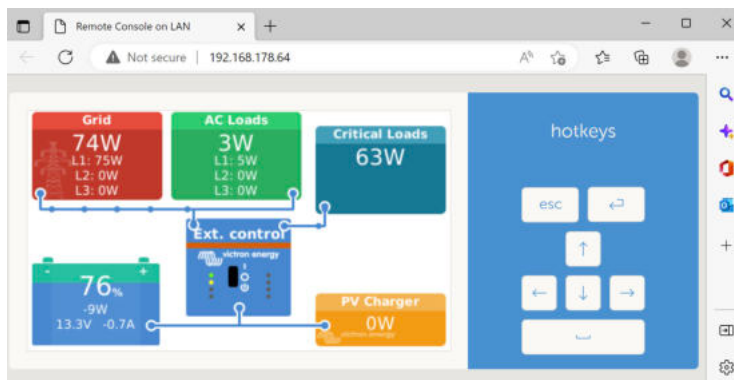 Remote Console on LAN
Not secure
192.168.178.64
Grid
74W
L1: 75W
L2: 0W
L3: 0W
AC Loads
3W
L1: 5W
L2: 0W
L3: 0W
Critical Loads
63W
Ext. control
victron energy
76%
-9W
13.3V -0.7A
PV Charger
0W
victron energy
hotkeys
esc